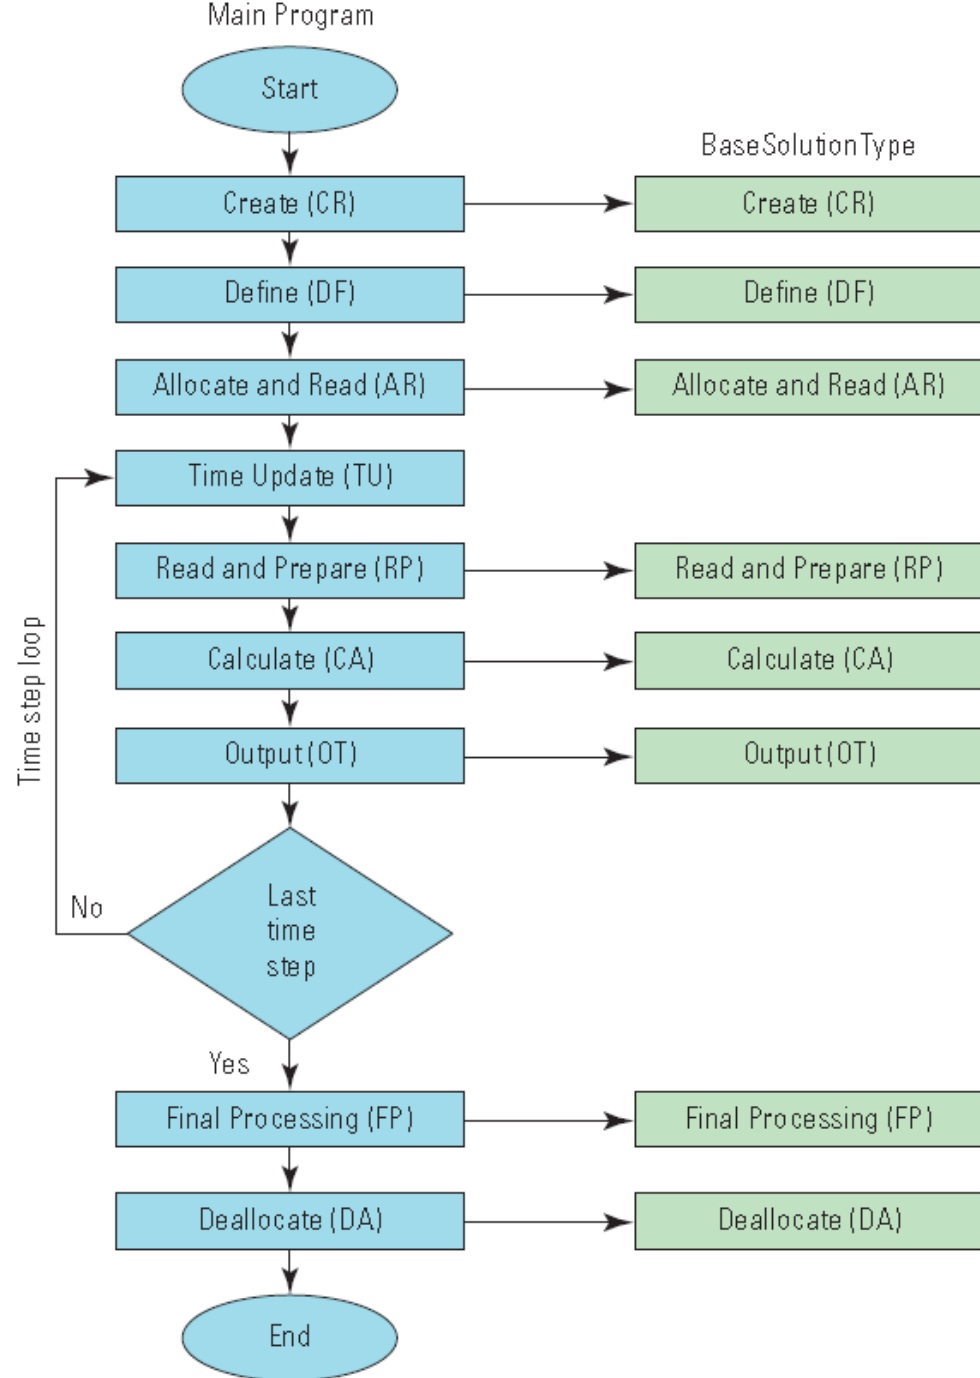 Main Program
Start
BaseSolutionType
Create (CR)
Create (CR)
Define (DF)
Define (DF)
Allocate and Read (AR)
Allocate and Read (AR)
Time Update (TU)
Read and Prepare (RP)
Read and Prepare (RP)
Calculate (CA)
Calculate (CA)
Time step loop
Output (OT)
Output (OT)
Last
time
step
No
Yes
Final Processing (FP)
Final Processing (FP)
Deallocate (DA)
Deallocate (DA)
End